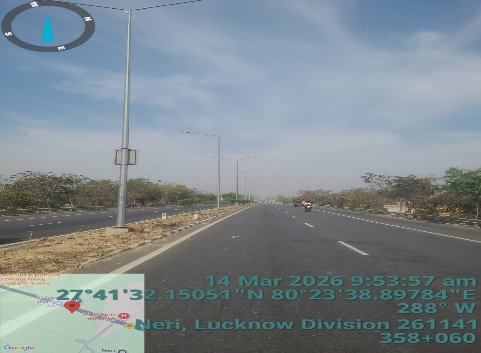 N
S
E
14 Mar 2026 9:53:57 am
27°41'32.15051"N 80°23'38.89784"E
288° W
Neri, Lucknow Division 261141
358+060
Google